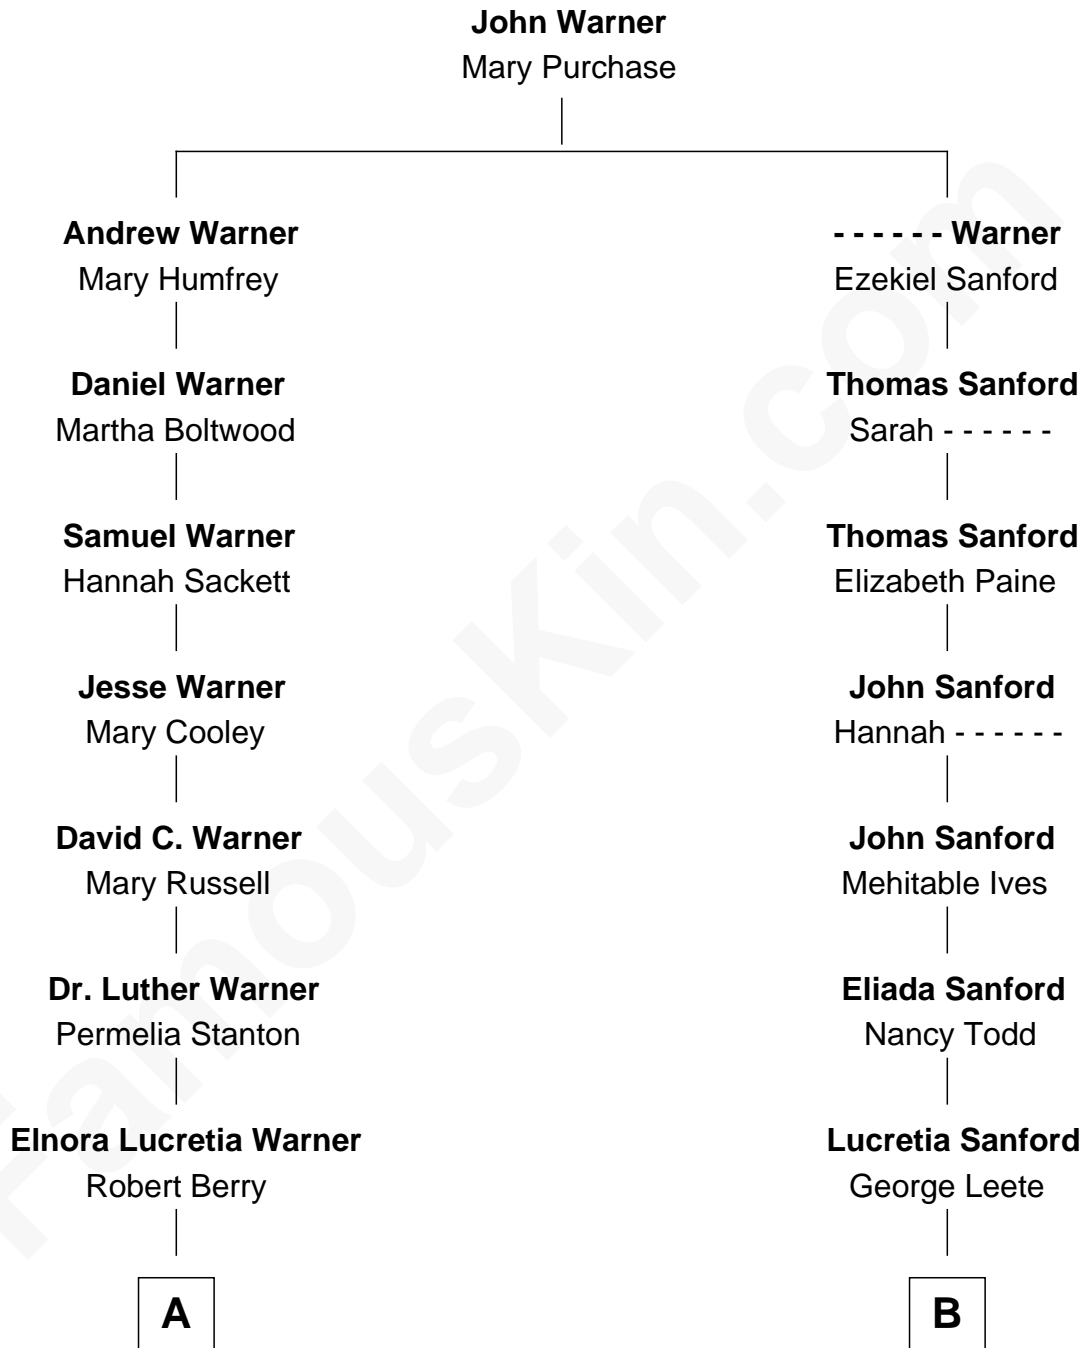 John Warner
Mary Purchase
Andrew Warner
Mary Humfrey
- - - - - - Warner
Ezekiel Sanford
Daniel Warner
Martha Boltwood
Thomas Sanford
Sarah - - - - - -
Samuel Warner
Hannah Sackett
Thomas Sanford
Elizabeth Paine
Jesse Warner
Mary Cooley
John Sanford
Hannah - - - - - -
David C. Warner
Mary Russell
John Sanford
Mehitable Ives
Dr. Luther Warner
Permelia Stanton
Eliada Sanford
Nancy Todd
Elnora Lucretia Warner
Robert Berry
Lucretia Sanford
George Leete
A
B
FamousKin.com